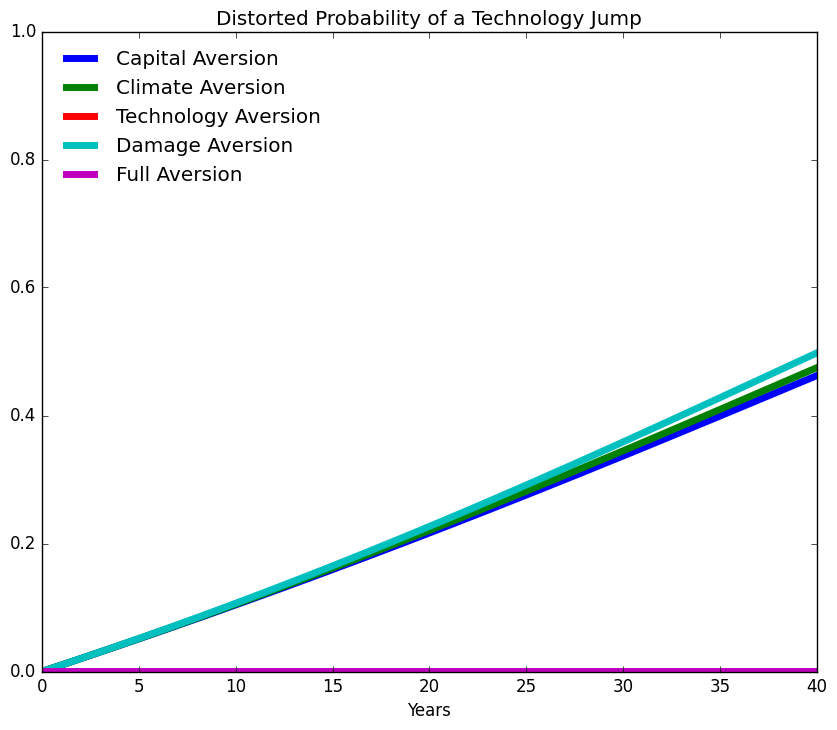 Distorted Probability of a Technology Jump
1.0
Capital Aversion
Climate Aversion
Technology Aversion
Damage Aversion
Full Aversion
0.8
0.6
0.4
0.2
0.0
0 5 10 15 20 25 30 35 40
Years